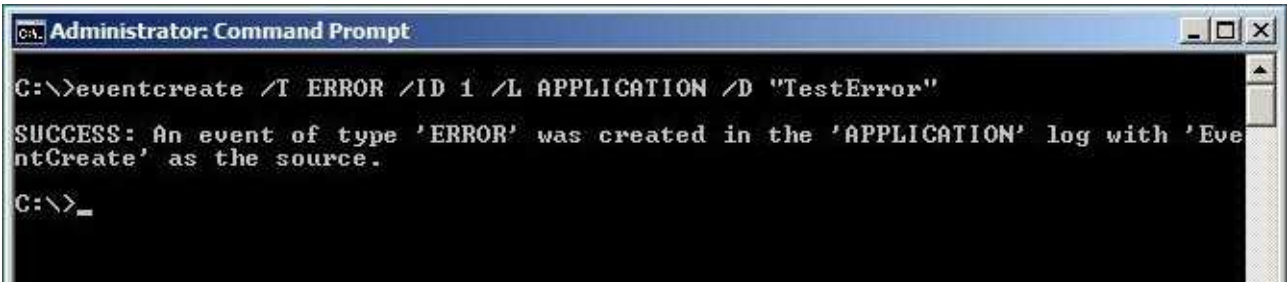 Administrator: Command Prompt
C:\>eventcreate /T ERROR /ID 1 /L APPLICATION /D "TestError"
SUCCESS: An event of type 'ERROR' was created in the 'APPLICATION' log with 'Eve
ntCreate' as the source.
C:\>_